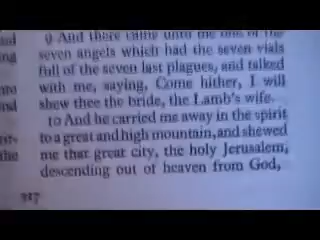 9 And there came unto me one of the
seven angels which had the seven vials
full of the seven last plagues, and talked
with me, saying, Come hither, I will
shew thee the bride, the Lamb's wife.
10 And he carried me away in the spirit
to a great and high mountain, and shewed
me that great city, the holy Jerusalem,
descending out of heaven from God,
217